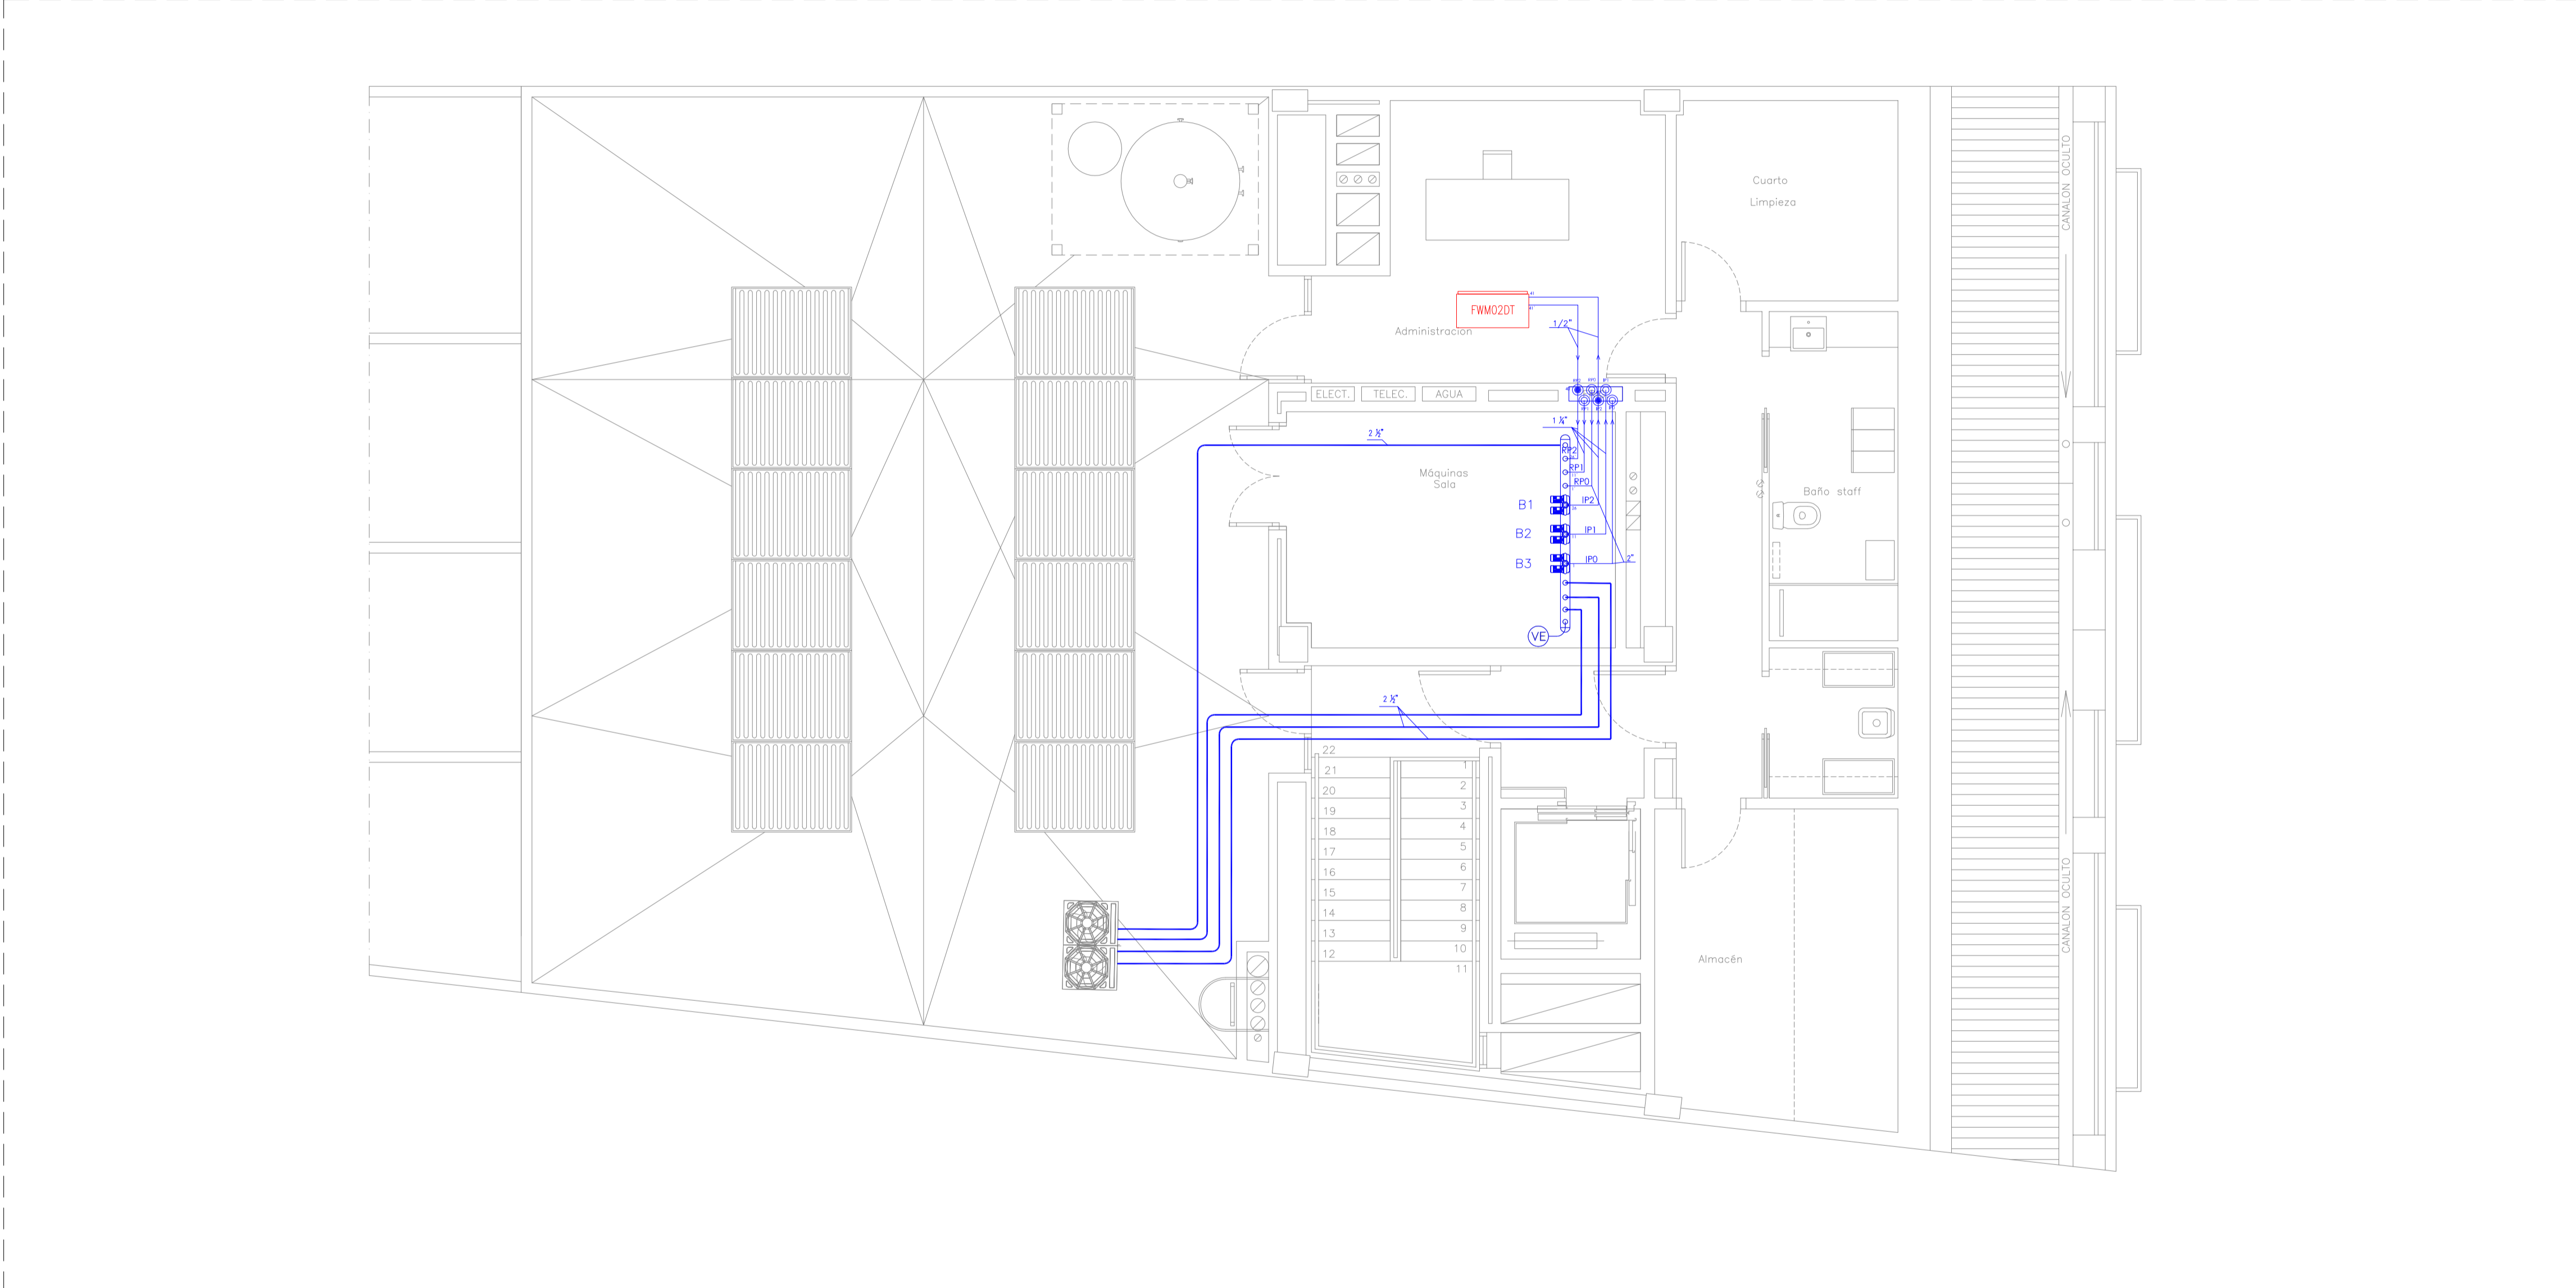 CANALON OCULTO
Cuarto
Limpieza
FWM02DT
1/2"
Administración
ELECT.
TELEC.
AGUA
1 ¼"
2 ½"
RP2
Máquinas
Sala
RP1
RP0
B1
IP2
Baño staff
B2
IP1
B3
IP0
2"
VE
2 ½"
22
21
20
19
18
17
16
15
14
13
12
1
2
3
4
5
6
7
8
9
10
11
CANALON OCULTO
Almacén